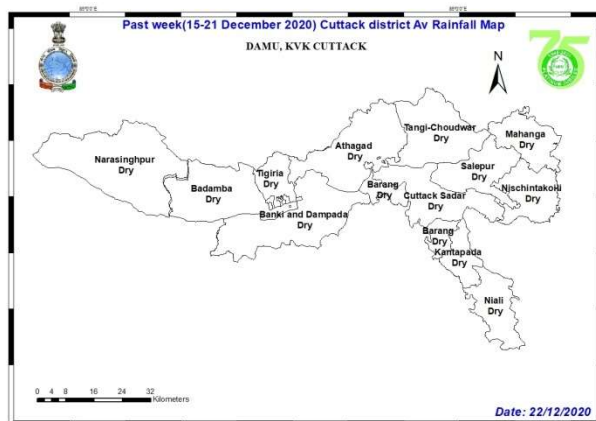 Past week(15-21 December 2020) Cuttack district Av Rainfall Map
DAMU, KVK CUTTACK
N
75
Tangi-Choudwar
Dry
Mahanga
Dry
Athagad
Dry
Narasinghpur
Dry
Salepur
Dry
Tigiria
Dry
Badamba
Dry
Barang
Dry
Nischintakoili
Dry
Cuttack Sadar
Dry
Banki and Dampada
Dry
Barang
Dry
Kantapada
Dry
Niali
Dry
0 4 8 16 24 32
Kilometers
Date: 22/12/2020